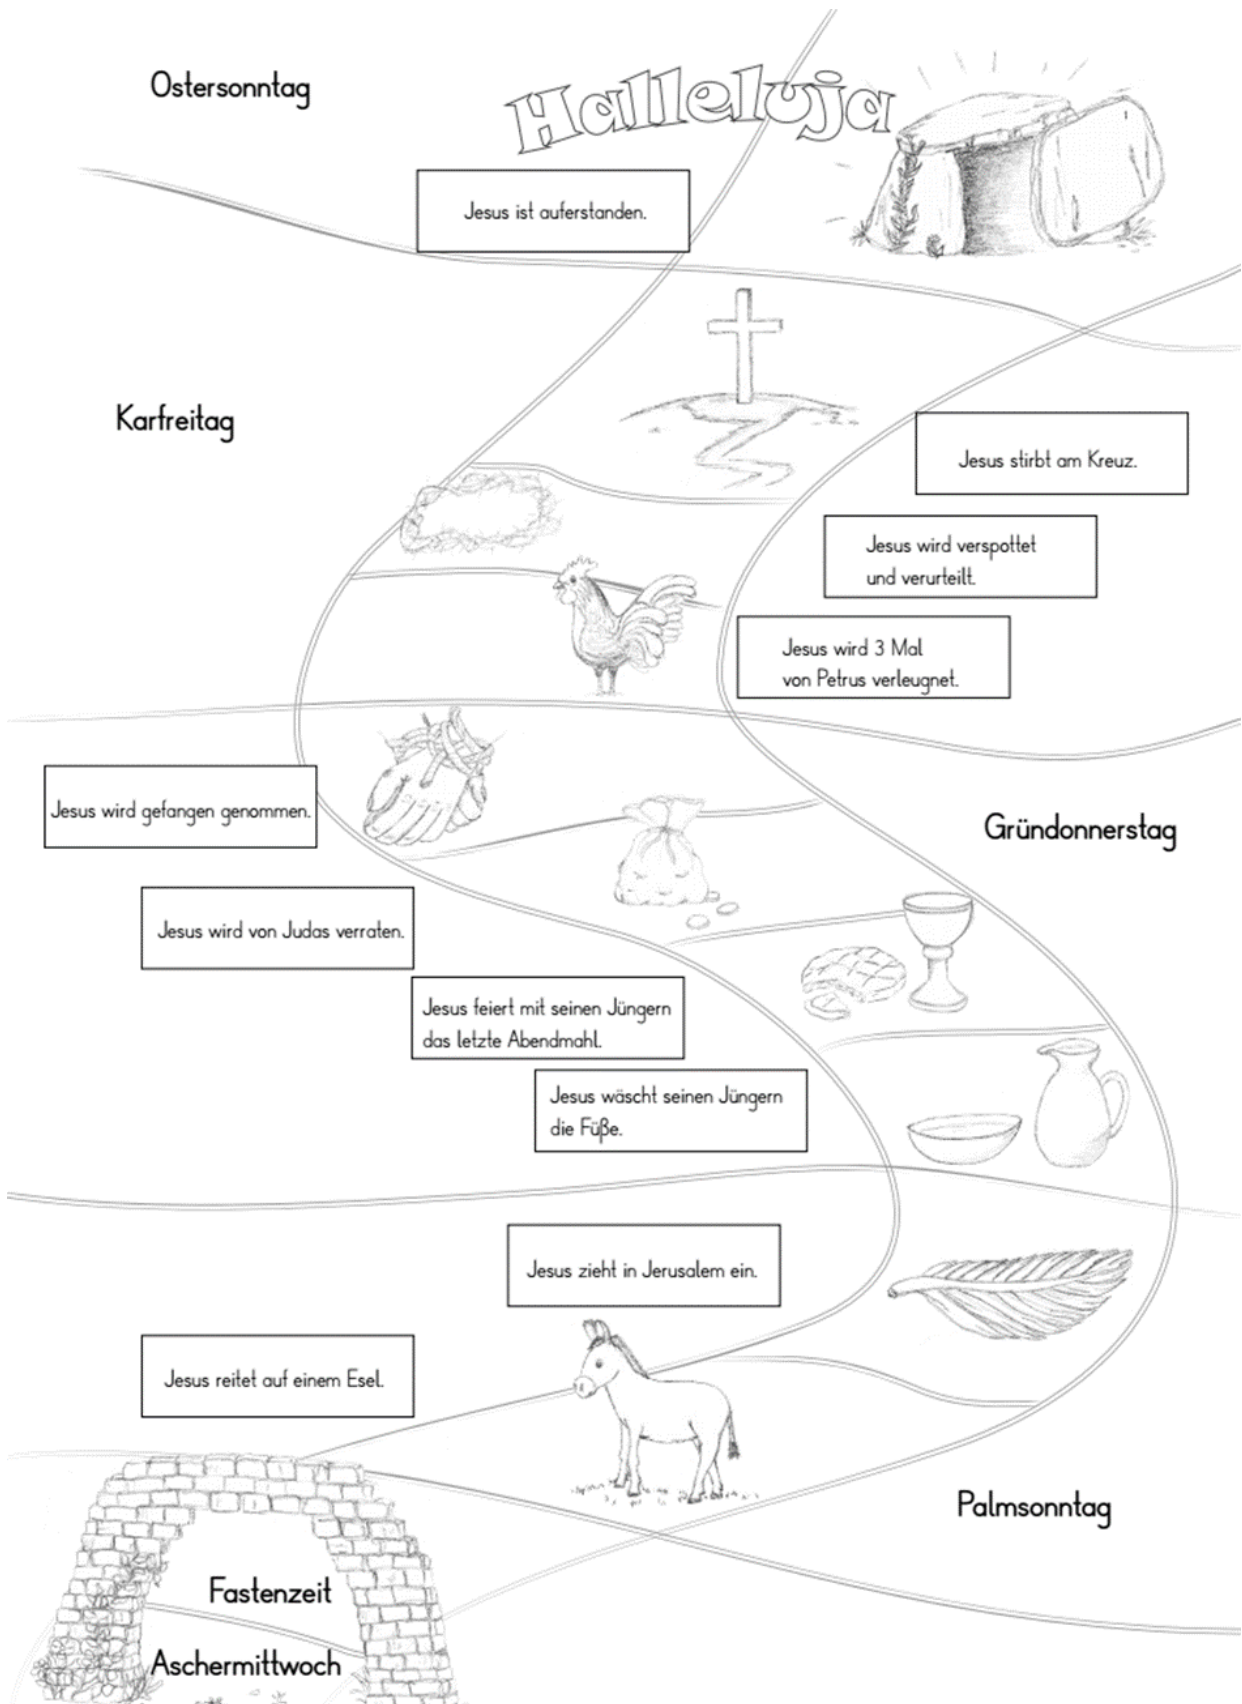 Ostersonntag
Halleluja
Jesus ist auferstanden.
Karfreitag
Jesus stirbt am Kreuz.
Jesus wird verspottet
und verurteilt.
Jesus wird 3 Mal
von Petrus verleugnet.
Jesus wird gefangen genommen.
Gründonnerstag
Jesus wird von Judas verraten.
Jesus feiert mit seinen Jüngern
das letzte Abendmahl.
Jesus wäscht seinen Jüngern
die Füße.
Jesus zieht in Jerusalem ein.
Jesus reitet auf einem Esel.
Palmsonntag
Fastenzeit
Aschermittwoch